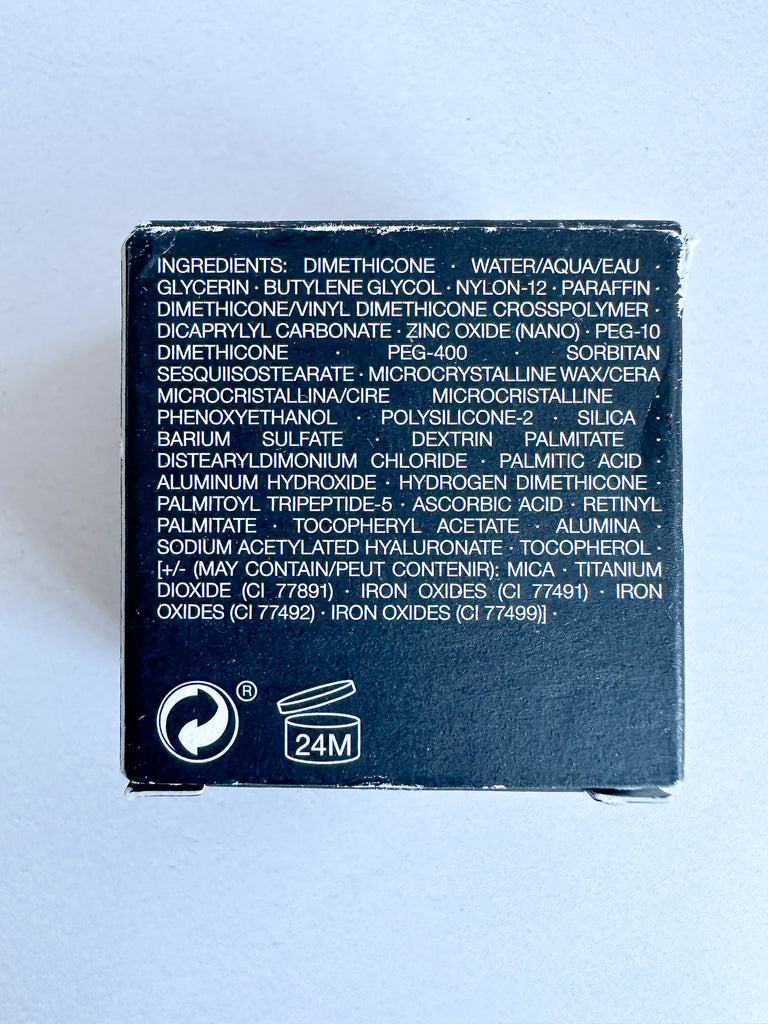 INGREDIENTS: DIMETHICONE · WATER/AQUA/EAU ·
GLYCERIN · BUTYLENE GLYCOL · NYLON-12 · PARAFFIN ·
DIMETHICONE/VINYL DIMETHICONE CROSSPOLYMER ·
DICAPRYLYL CARBONATE · ZINC OXIDE (NANO) · PEG-10
DIMETHICONE · PEG-400 · SORBITAN
SESQUIISOSTEARATE · MICROCRYSTALLINE WAX/CERA
MICROCRISTALLINA/CIRE MICROCRISTALLINE ·
PHENOXYETHANOL · POLYSILICONE-2 · SILICA ·
BARIUM SULFATE · DEXTRIN PALMITATE ·
DISTEARYLDIMONIUM CHLORIDE · PALMITIC ACID ·
ALUMINUM HYDROXIDE · HYDROGEN DIMETHICONE ·
PALMITOYL TRIPEPTIDE-5 · ASCORBIC ACID · RETINYL
PALMITATE · TOCOPHERYL ACETATE · ALUMINA ·
SODIUM ACETYLATED HYALURONATE · TOCOPHEROL ·
[+/- (MAY CONTAIN/PEUT CONTENIR): MICA · TITANIUM
DIOXIDE (CI 77891) · IRON OXIDES (CI 77491) · IRON
OXIDES (CI 77492) · IRON OXIDES (CI 77499)] ·
®
24M